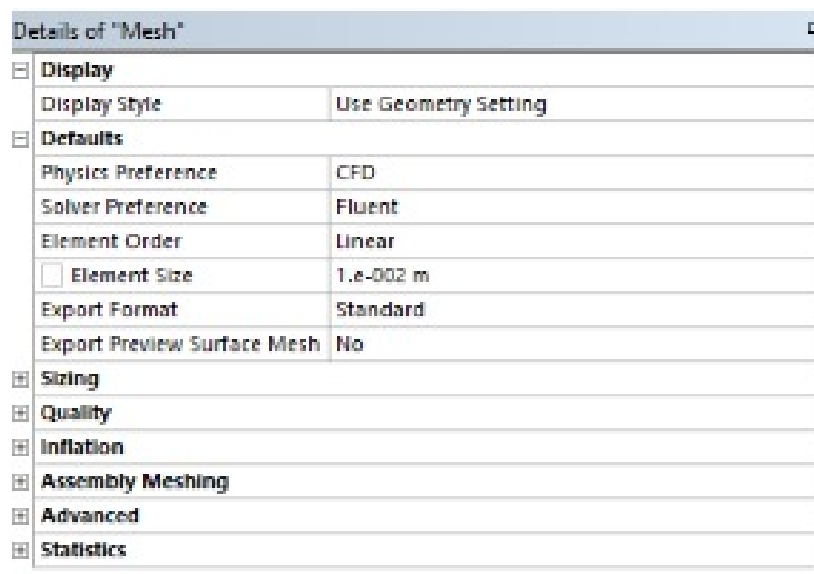 Details of "Mesh"
Display
Display Style Use Geometry Setting
Defaults
Physics Preference CFD
Solver Preference Fluent
Element Order Linear
Element Size 1.e-002 m
Export Format Standard
Export Preview Surface Mesh No
Sizing
Quality
Inflation
Assembly Meshing
Advanced
Statistics